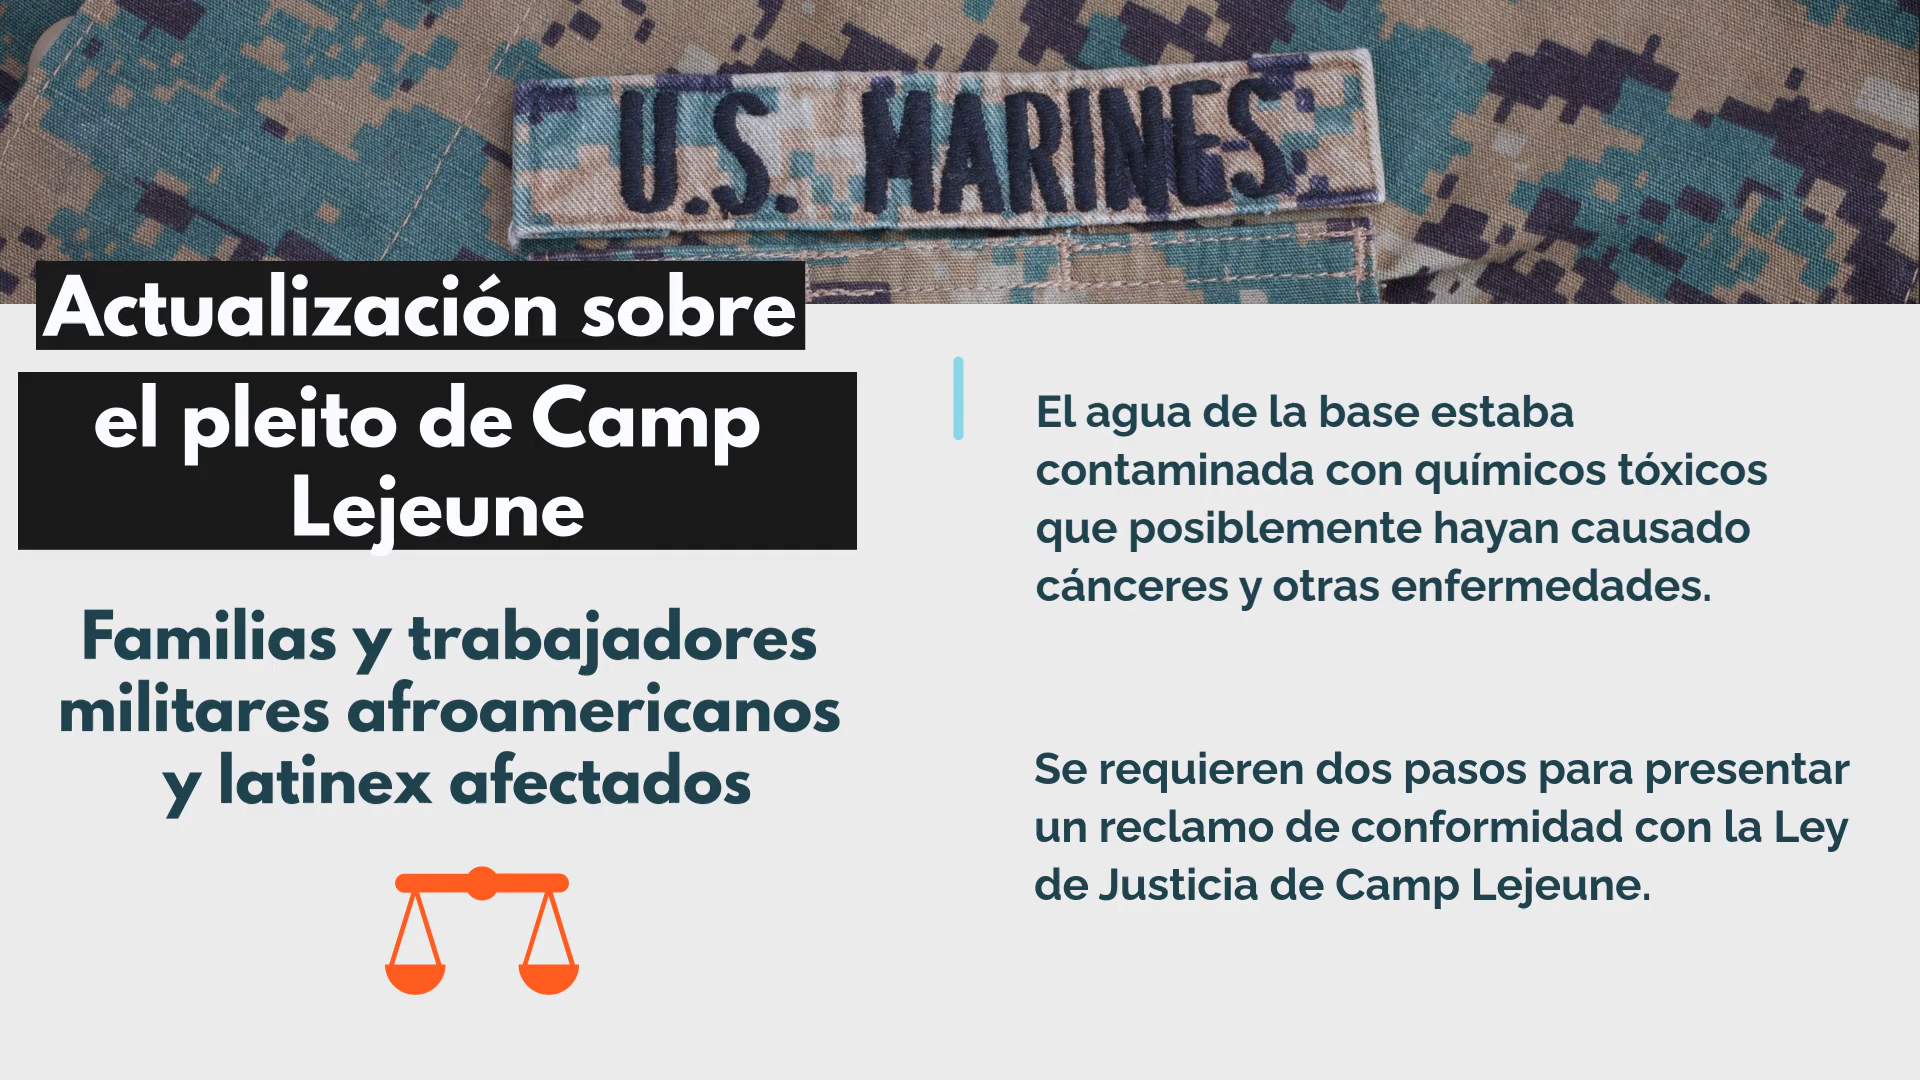 U.S. MARINES
Actualización sobre
el pleito de Camp
Lejeune
Familias y trabajadores
militares afroamericanos
y latinex afectados
El agua de la base estaba
contaminada con químicos tóxicos
que posiblemente hayan causado
cánceres y otras enfermedades.
Se requieren dos pasos para presentar
un reclamo de conformidad con la Ley
de Justicia de Camp Lejeune.